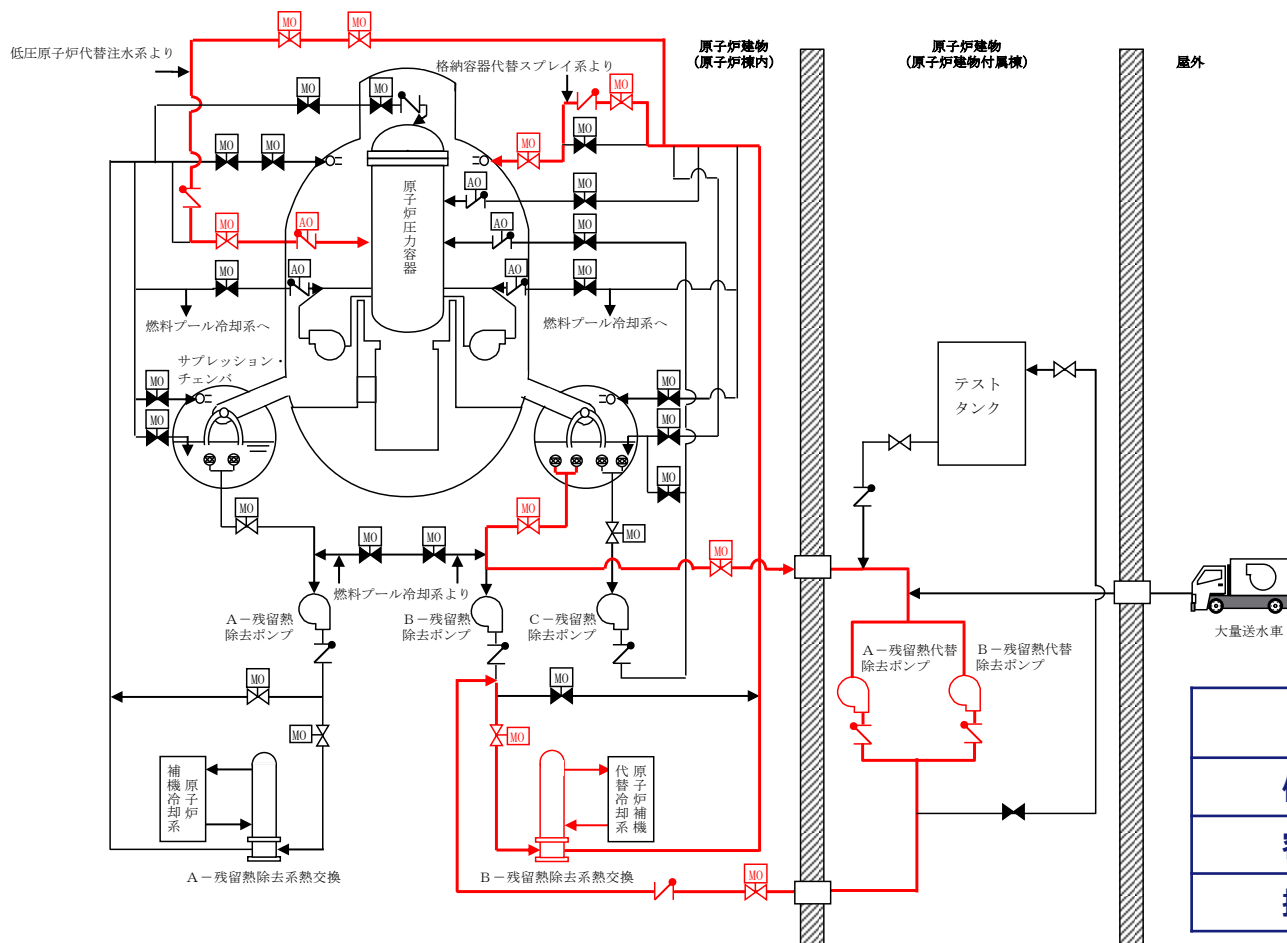 低圧原子炉代替注水系より
MO
MO
原子炉建物
(原子炉棟内)
原子炉建物
(原子炉建物付属棟)
屋外
格納容器代替スプレイ系より
MO
MO
MO
MO
MO
MO
MO
MO
原子炉圧力容器
AO
MO
MO
AO
AO
MO
MO
AO
AO
MO
燃料プール冷却系へ
燃料プール冷却系へ
サプレッション・
チェンバ
MO
MO
MO
MO
MO
テスト
タンク
MO
MO
MO
MO
MO
MO
燃料プール冷却系より
A－残留熱
除去ポンプ
B－残留熱
除去ポンプ
C－残留熱
除去ポンプ
大量送水車
A－残留熱代替
除去ポンプ
B－残留熱代替
除去ポンプ
MO
MO
MO
MO
原子炉
補機冷却系
原子炉補機
代替冷却系
A－残留熱除去系熱交換
B－残留熱除去系熱交換
MO